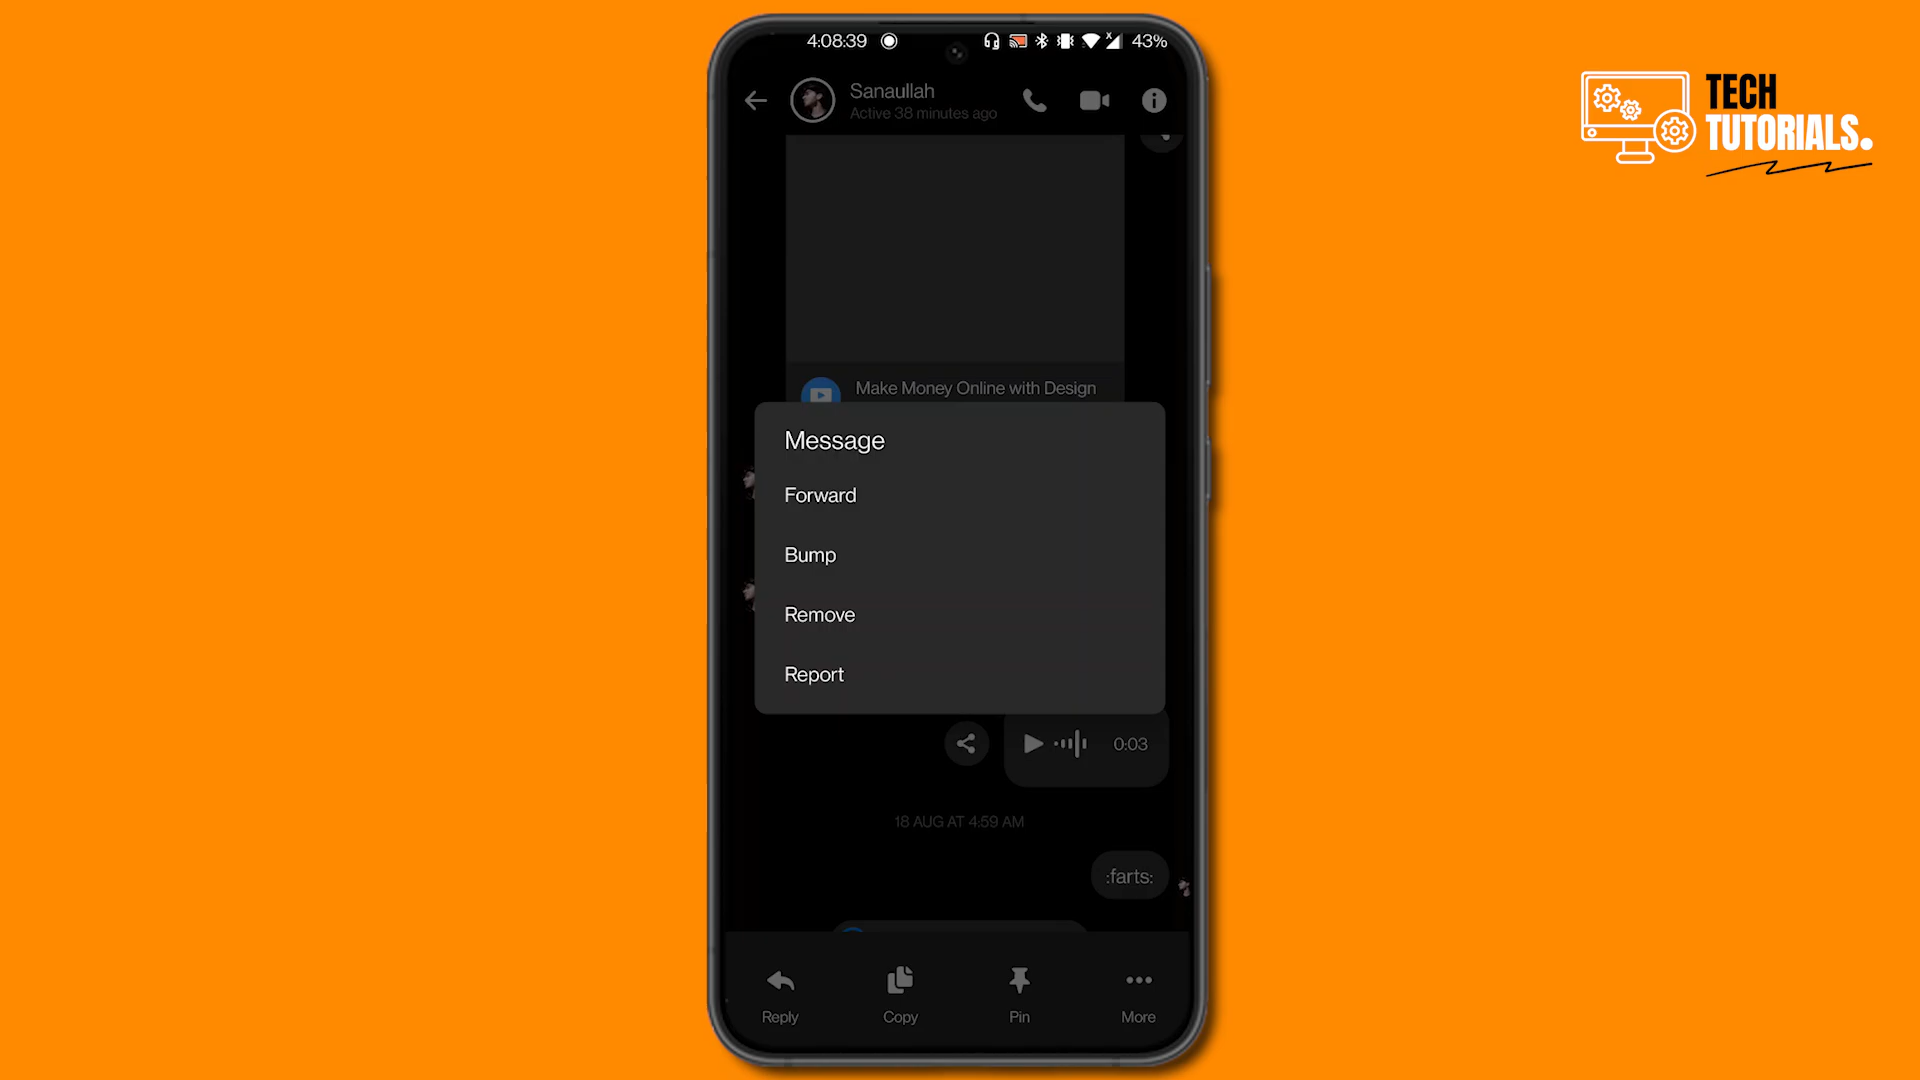 4:08:39
43%
TECH
TUTORIALS.
Sanaullah
Active 38 minutes ago
Make Money Online with Design
Message
Forward
Bump
Remove
Report
0:03
18 AUG AT 4:59 AM
:farts:
Reply
Copy
Pin
More